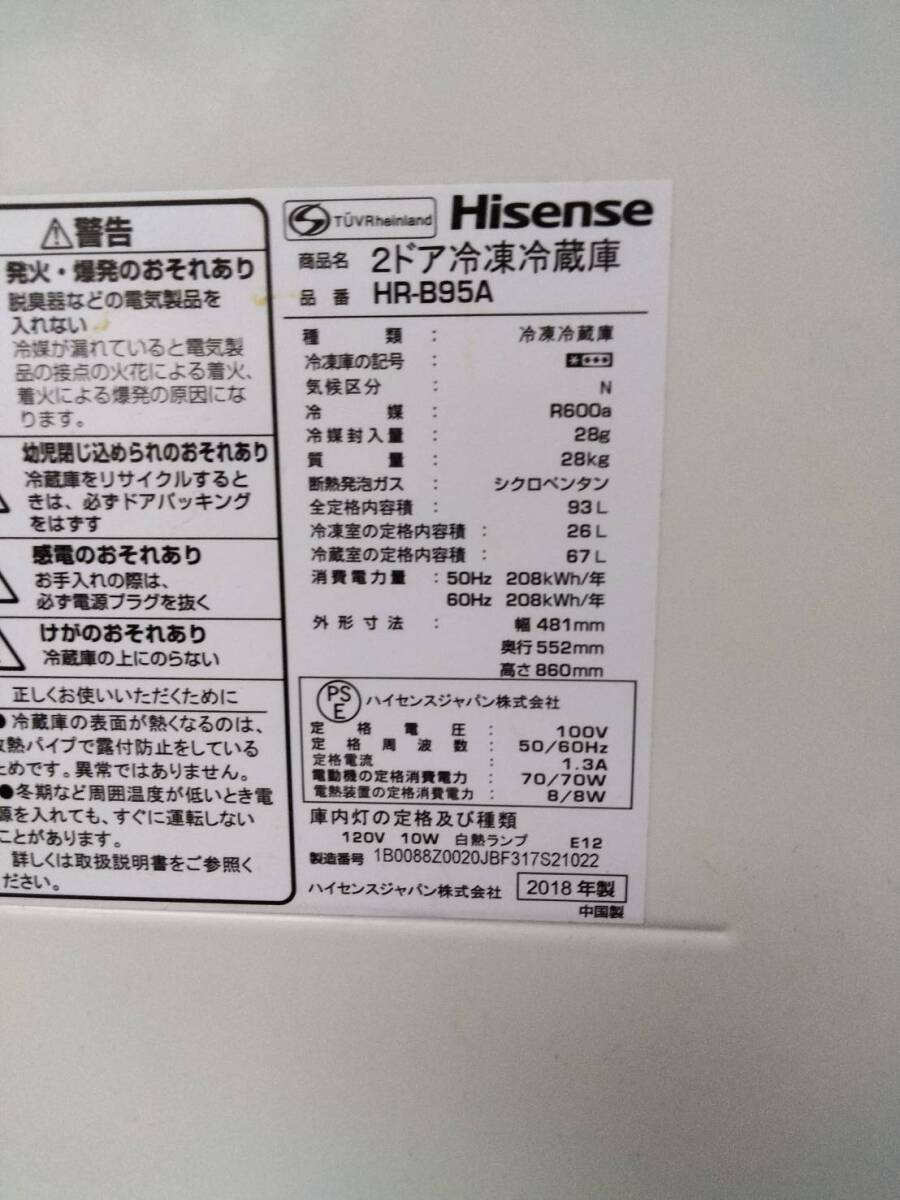 警告
発火・爆発のおそれあり
脱臭器などの電気製品を
入れない
冷媒が漏れていると電気製
品の接点の火花による着火、
着火による爆発の原因にな
ります。
幼児閉じ込められのおそれあり
冷蔵庫をリサイクルすると
きは、必ずドアパッキング
をはずす
感電のおそれあり
お手入れの際は、
必ず電源プラグを抜く
けがのおそれあり
冷蔵庫の上にのらない
正しくお使いいただくために
●冷蔵庫の表面が熱くなるのは、
放熱パイプで露付防止をしている
ためです。異常ではありません。
●冬期など周囲温度が低いとき電
源を入れても、すぐに運転しない
ことがあります。
詳しくは取扱説明書をご参照く
ださい。
TÜVRheinland Hisense
商品名 2ドア冷凍冷蔵庫
品番 HR-B95A
種類 : 冷凍冷蔵庫
冷凍庫の記号 :
気候区分 : N
冷媒 : R600a
冷媒封入量 : 28g
質量 : 28kg
断熱発泡ガス : シクロペンタン
全定格内容積 : 93L
冷凍室の定格内容積 : 26L
冷蔵室の定格内容積 : 67L
消費電力量 : 50Hz 208kWh/年
60Hz 208kWh/年
外形寸法 : 幅481mm
奥行552mm
高さ860mm
PSE ハイセンスジャパン株式会社
定格電圧 : 100V
定格周波数 : 50/60Hz
定格電流 : 1.3A
電動機の定格消費電力 : 70/70W
電熱装置の定格消費電力 : 8/8W
庫内灯の定格及び種類
120V 10W 白熱ランプ E12
製造番号 1B0088Z0020JBF317S21022
ハイセンスジャパン株式会社 2018年製
中国製